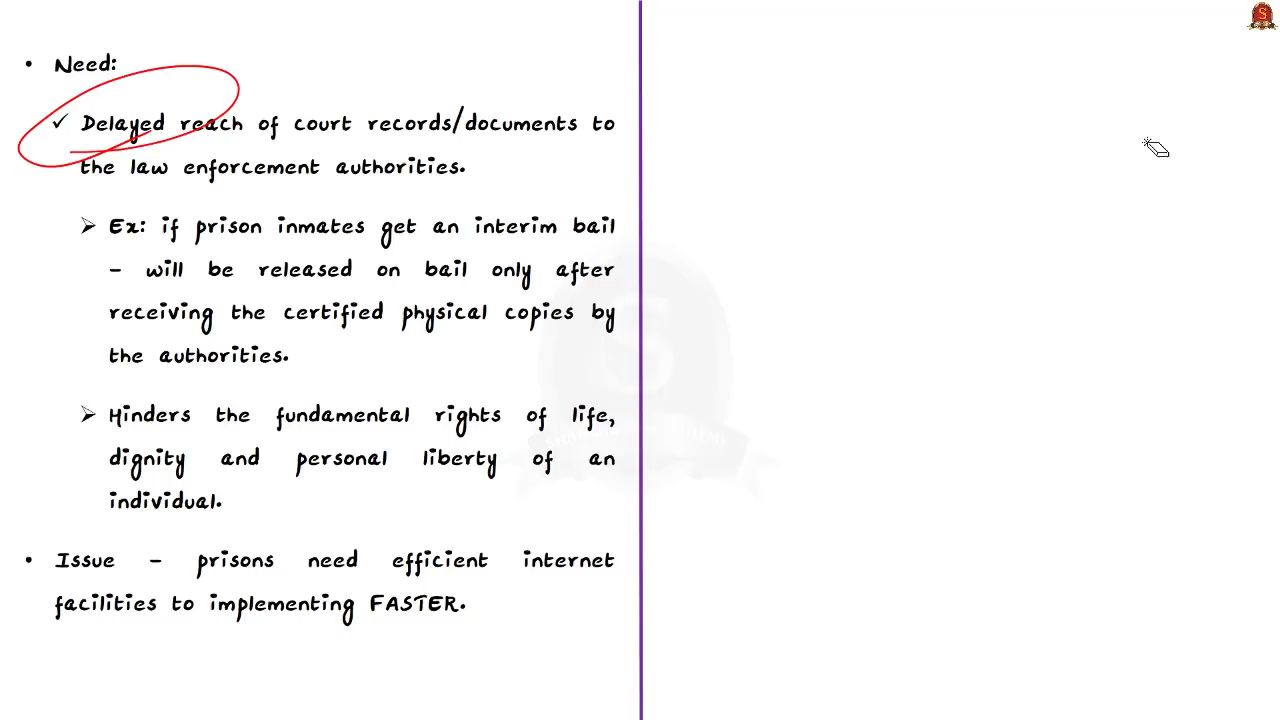 • Need:
✓ Delayed reach of court records/documents to
the law enforcement authorities.
➢ Ex: if prison inmates get an interim bail
– will be released on bail only after
receiving the certified physical copies by
the authorities.
➢ Hinders the fundamental rights of life,
dignity and personal liberty of an
individual.
• Issue – prisons need efficient internet
facilities to implementing FASTER.
S